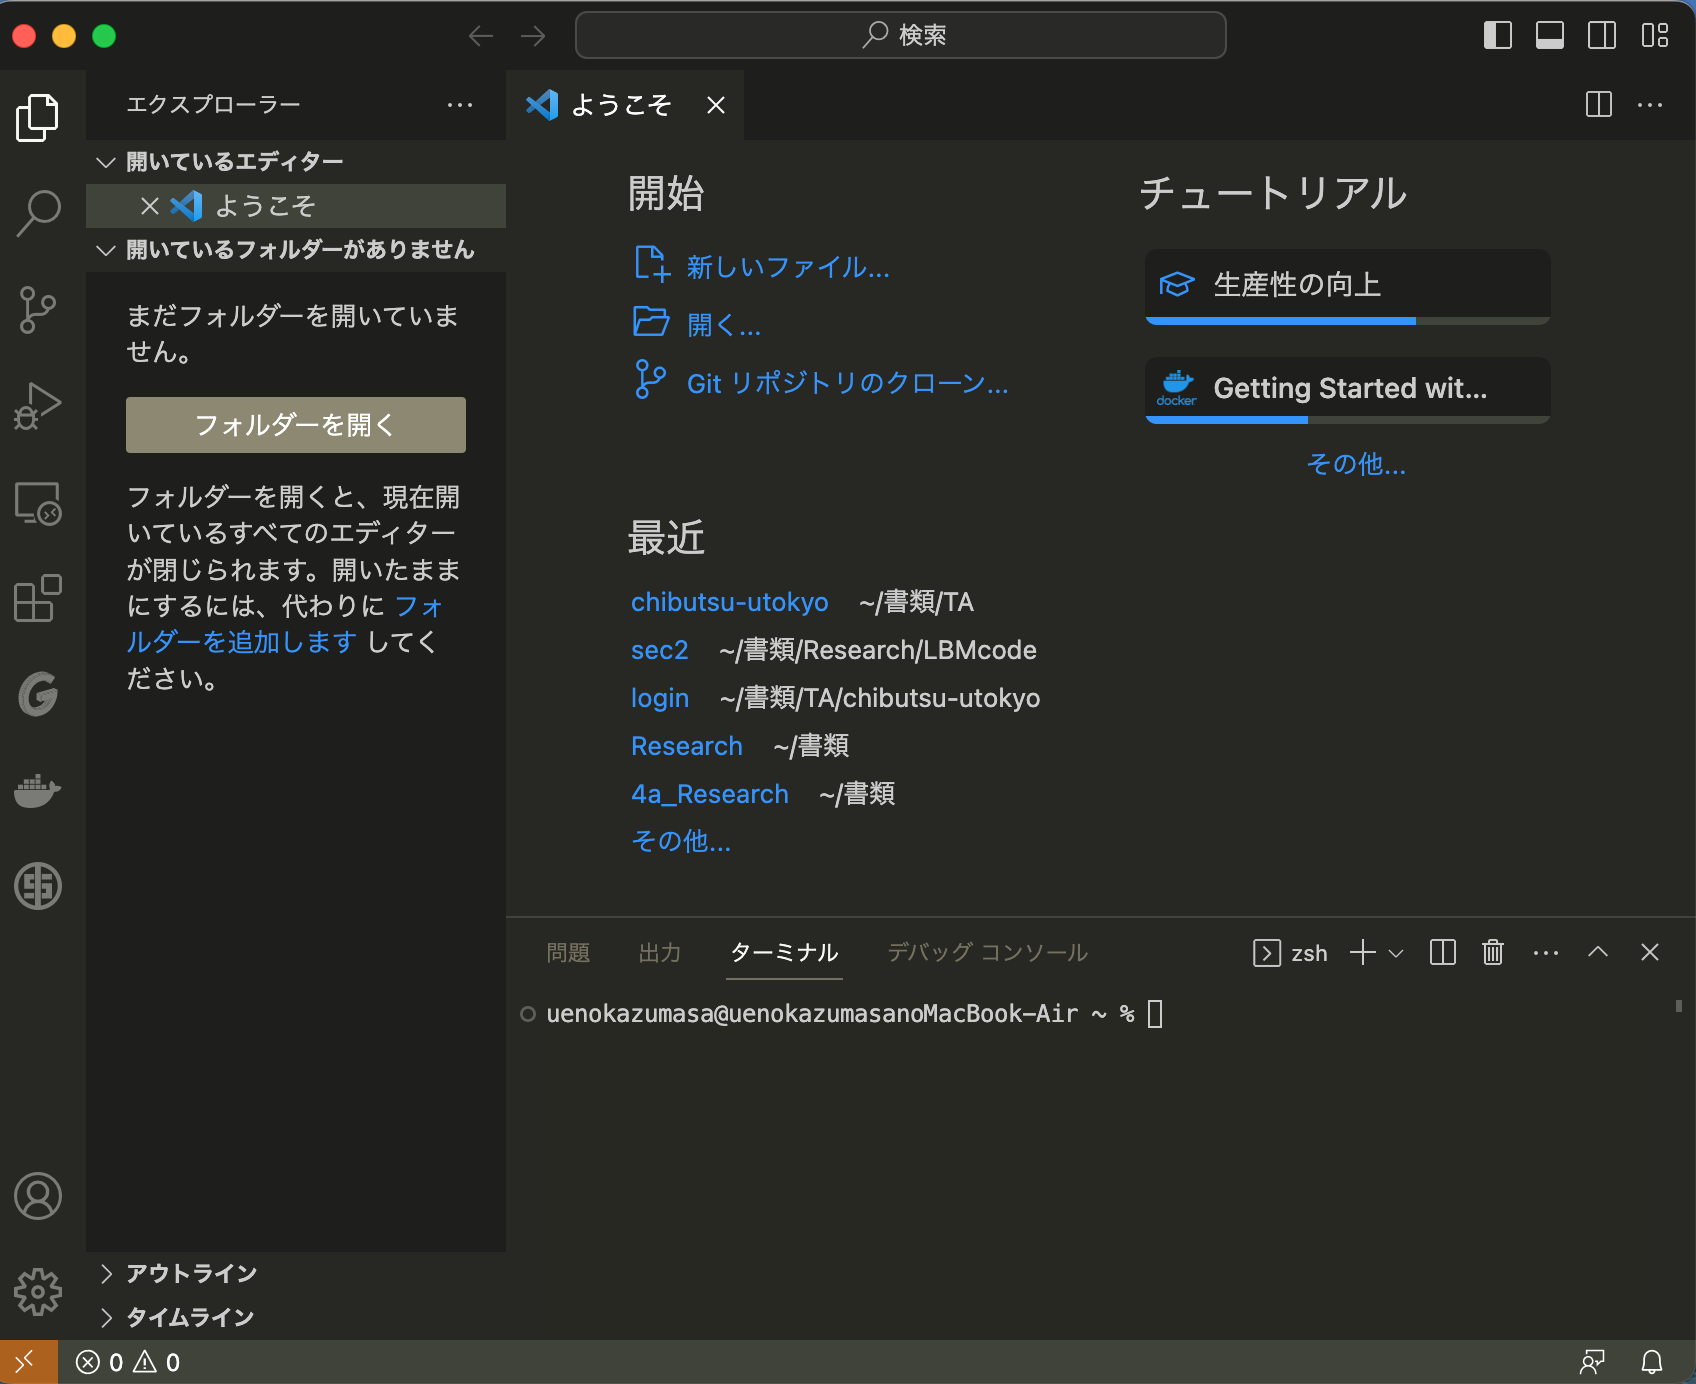 検索
エクスプローラー
ようこそ
開いているエディター
ようこそ
開いているフォルダーがありません
まだフォルダーを開いていま
せん。
フォルダーを開く
フォルダーを開くと、現在開
いているすべてのエディター
が閉じられます。開いたまま
にするには、代わりに フォ
ルダーを追加します してく
ださい。
アウトライン
タイムライン
開始
新しいファイル...
開く...
Git リポジトリのクローン...
最近
chibutsu-utokyo ~/書類/TA
sec2 ~/書類/Research/LBMcode
login ~/書類/TA/chibutsu-utokyo
Research ~/書類
4a_Research ~/書類
その他...
チュートリアル
生産性の向上
docker
Getting Started wit...
その他...
問題 出力 ターミナル デバッグ コンソール zsh
uenokazumasa@uenokazumasanoMacBook-Air ~ %
0 0